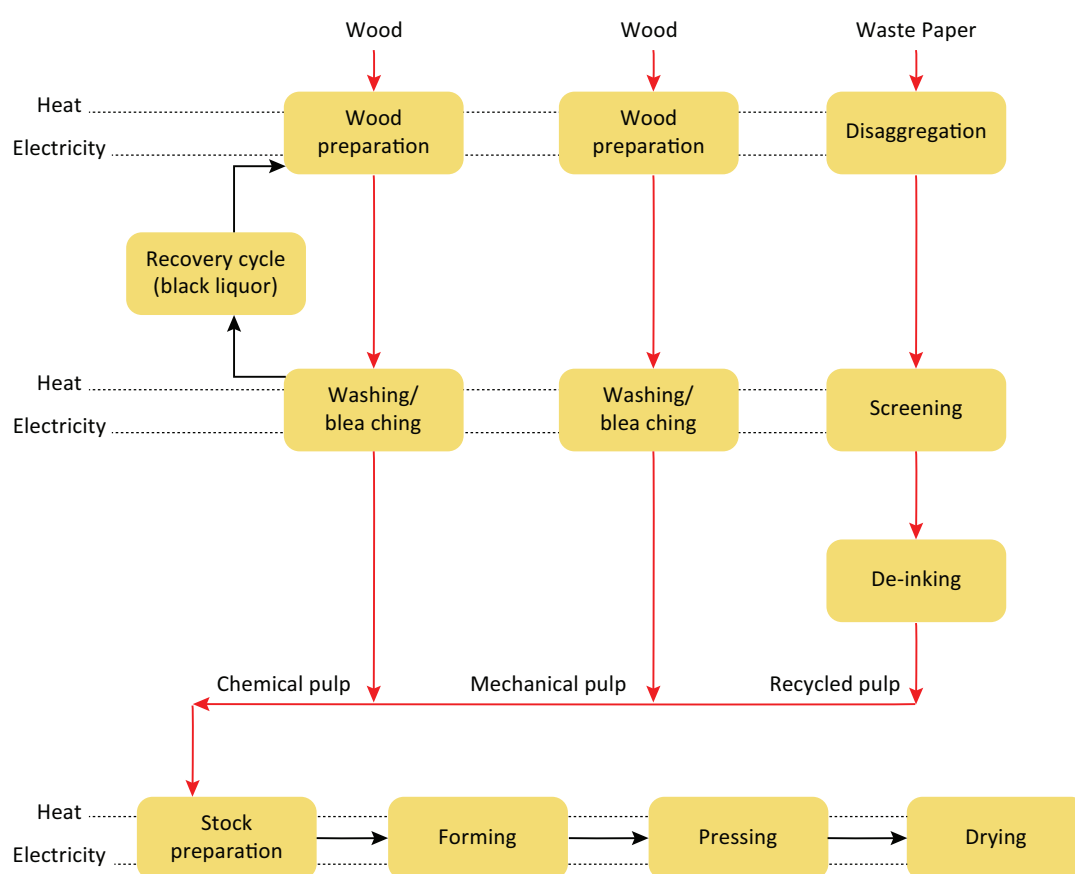 Wood
Wood
Waste Paper
Heat
Electricity
Wood
preparation
Wood
preparation
Disaggregation
Recovery cycle
(black liquor)
Heat
Electricity
Washing/
blea ching
Washing/
blea ching
Screening
De-inking
Chemical pulp
Mechanical pulp
Recycled pulp
Heat
Electricity
Stock
preparation
Forming
Pressing
Drying